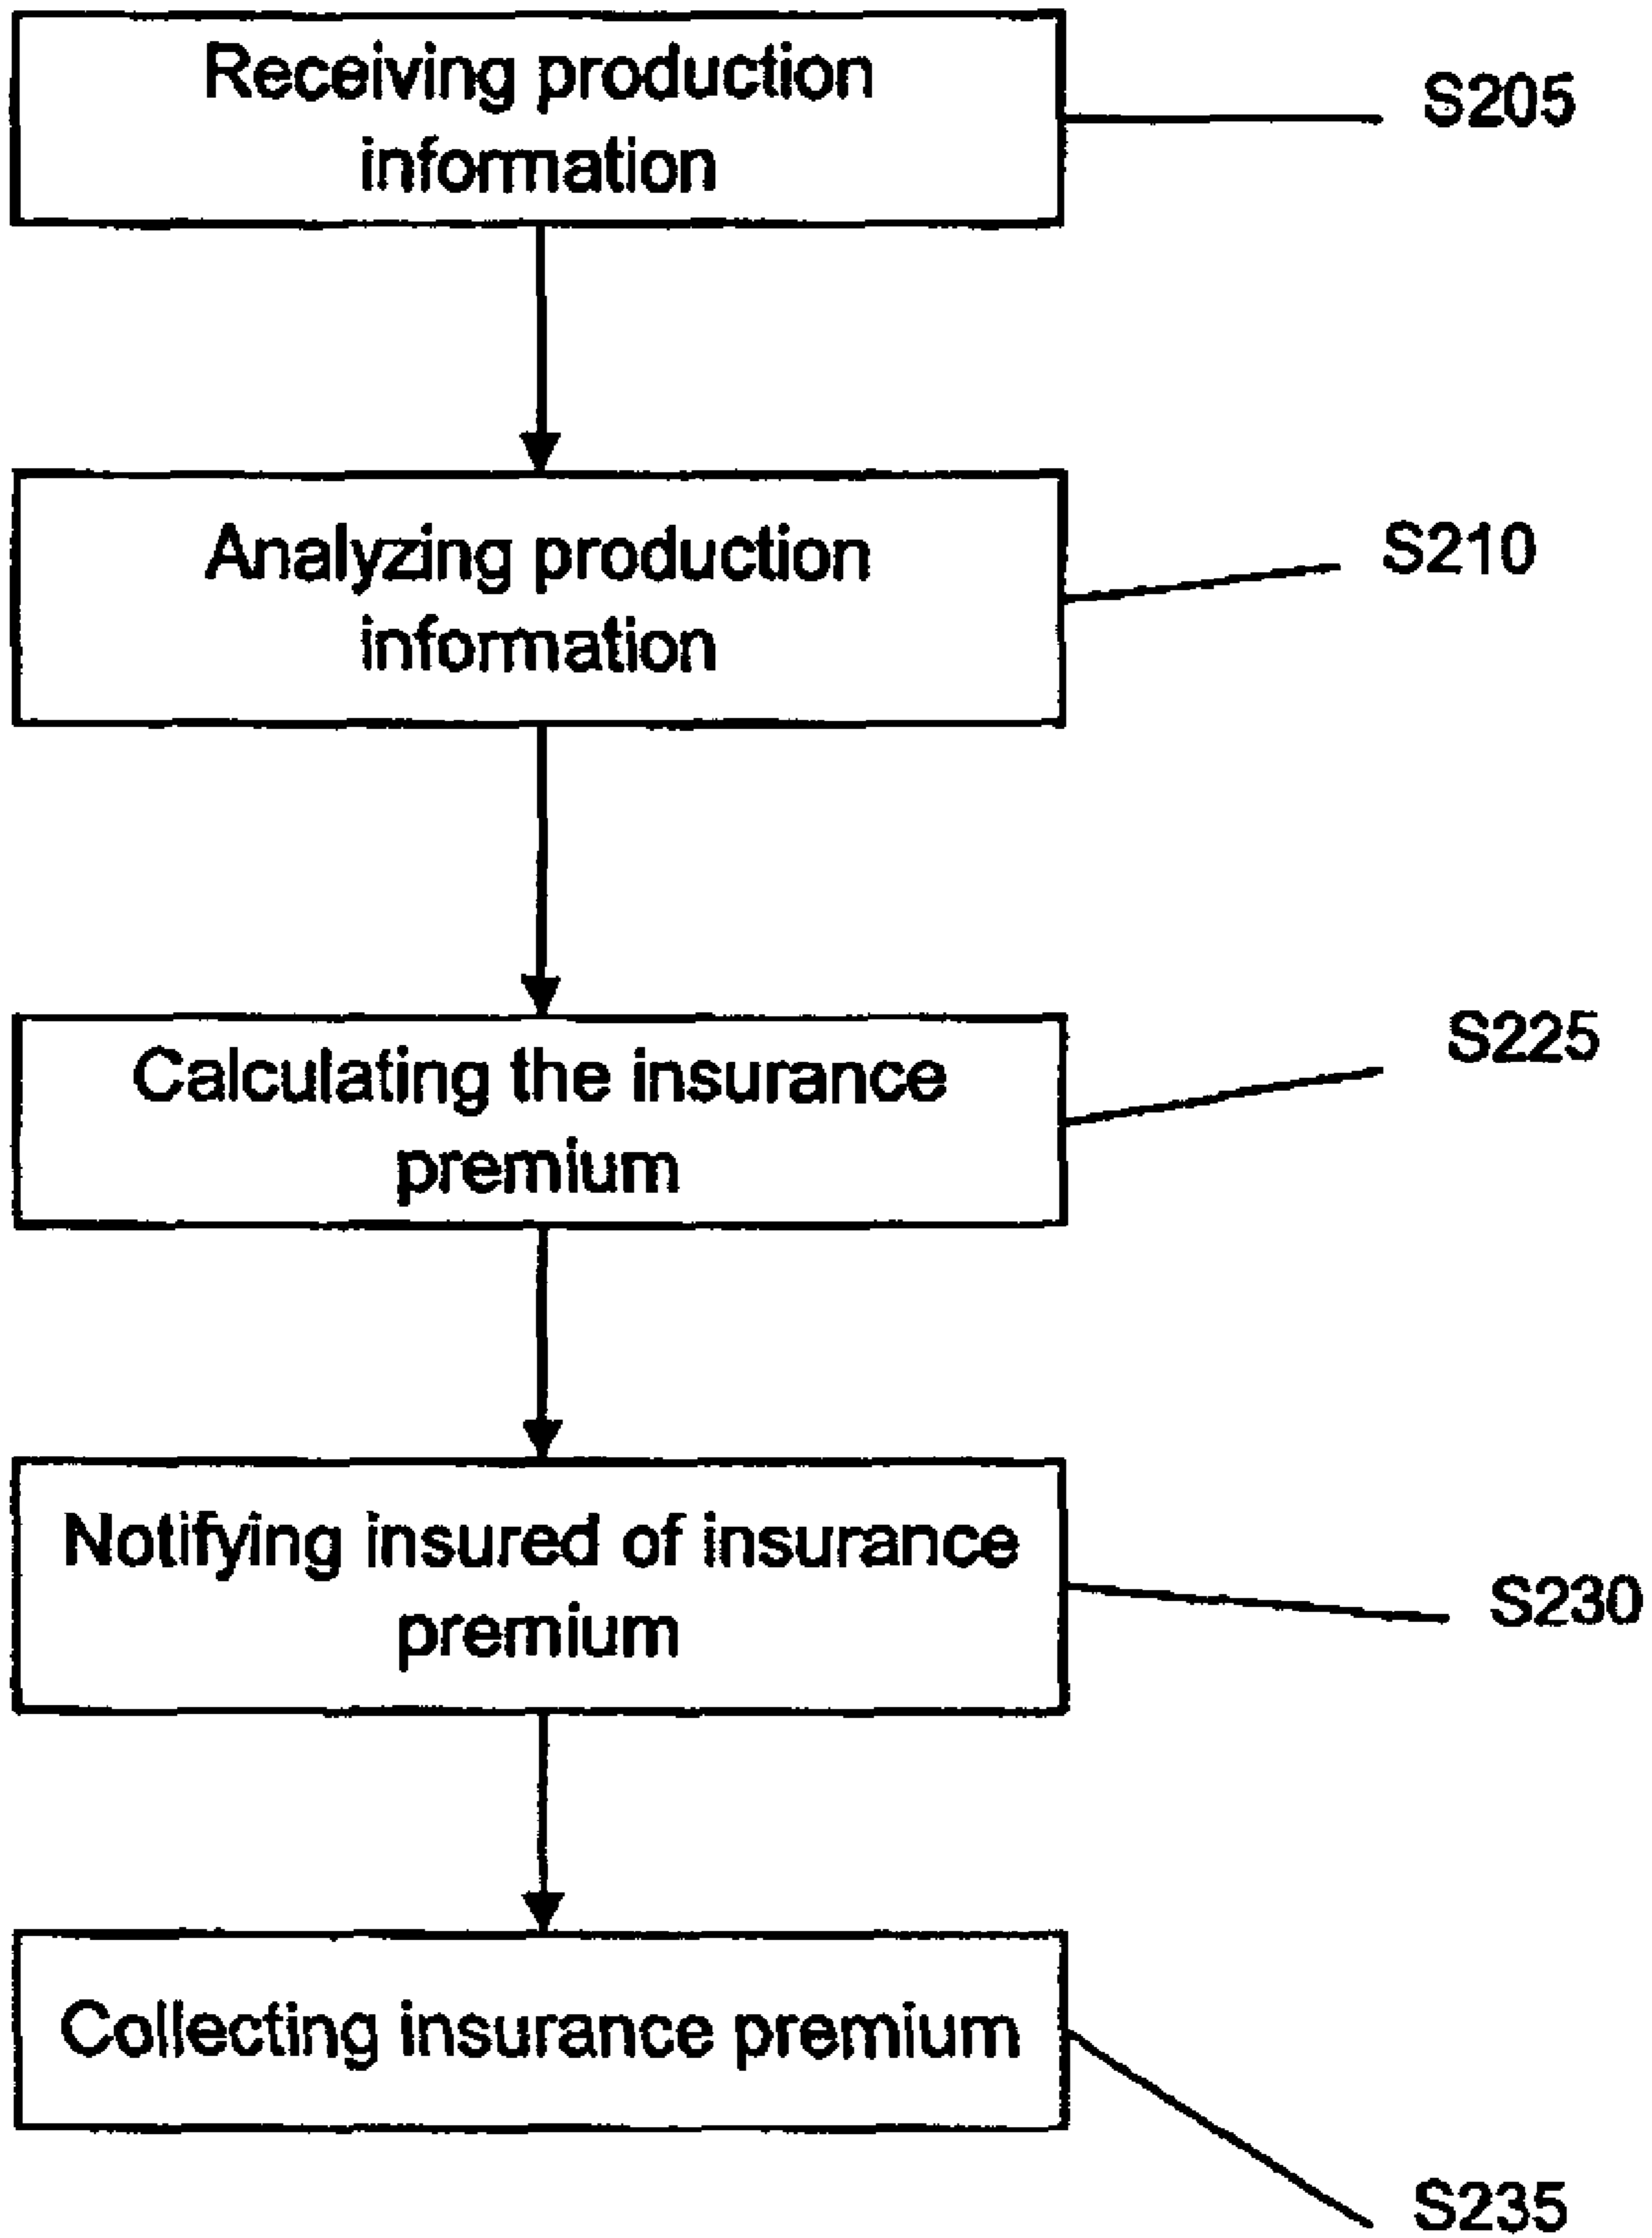 Receiving production
information
S205
Analyzing production
information
S210
Calculating the insurance
premium
S225
Notifying insured of insurance
premium
S230
Collecting insurance premium
S235